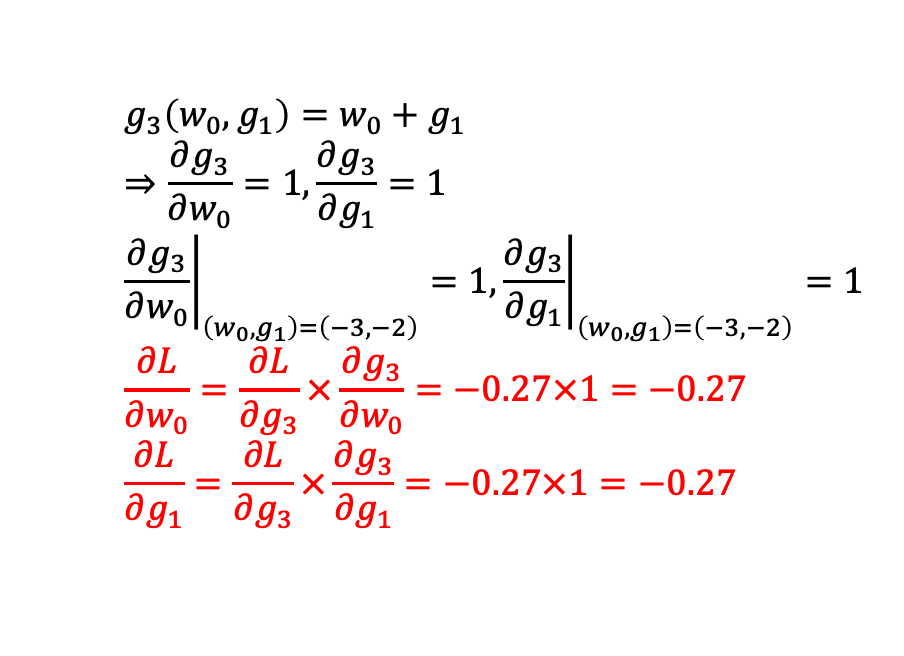 g₃(w₀, g₁) = w₀ + g₁
⇒ ∂g₃/∂w₀ = 1, ∂g₃/∂g₁ = 1
∂g₃/∂w₀|(w₀,g₁)=(−3,−2) = 1, ∂g₃/∂g₁|(w₀,g₁)=(−3,−2) = 1
∂L/∂w₀ = ∂L/∂g₃ × ∂g₃/∂w₀ = −0.27×1 = −0.27
∂L/∂g₁ = ∂L/∂g₃ × ∂g₃/∂g₁ = −0.27×1 = −0.27